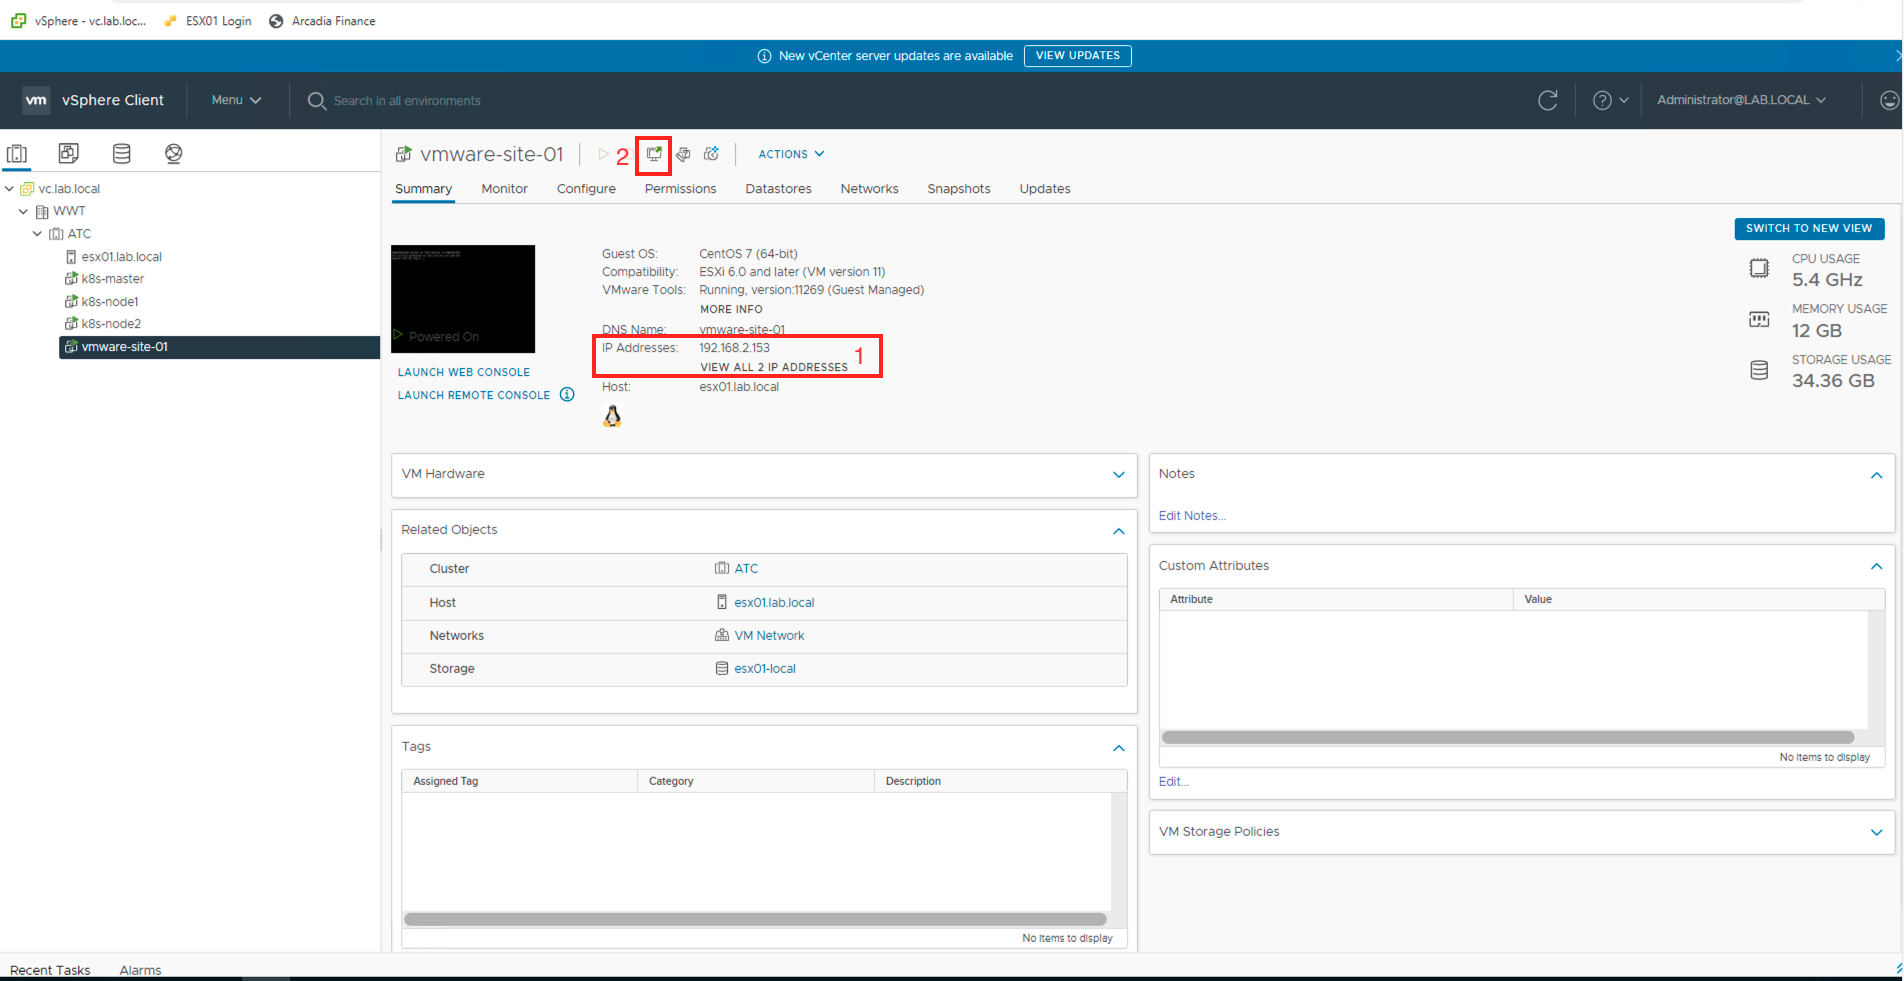 vSphere - vc.lab.loc...
ESX01 Login
Arcadia Finance
New vCenter server updates are available
VIEW UPDATES
vm
vSphere Client
Menu
Search in all environments
Administrator@LAB.LOCAL
vc.lab.local
WWT
ATC
esx01.lab.local
k8s-master
k8s-node1
k8s-node2
vmware-site-01
vmware-site-01
2
ACTIONS
Summary
Monitor
Configure
Permissions
Datastores
Networks
Snapshots
Updates
SWITCH TO NEW VIEW
Powered On
LAUNCH WEB CONSOLE
LAUNCH REMOTE CONSOLE
Guest OS: CentOS 7 (64-bit)
Compatibility: ESXi 6.0 and later (VM version 11)
VMware Tools: Running, version:11269 (Guest Managed)
MORE INFO
DNS Name: vmware-site-01
IP Addresses: 192.168.2.153
1
VIEW ALL 2 IP ADDRESSES
Host: esx01.lab.local
CPU USAGE
5.4 GHz
MEMORY USAGE
12 GB
STORAGE USAGE
34.36 GB
VM Hardware
Related Objects
Cluster ATC
Host esx01.lab.local
Networks VM Network
Storage esx01-local
Tags
Assigned Tag Category Description
No items to display
Notes
Edit Notes...
Custom Attributes
Attribute Value
No items to display
Edit...
VM Storage Policies
Recent Tasks
Alarms